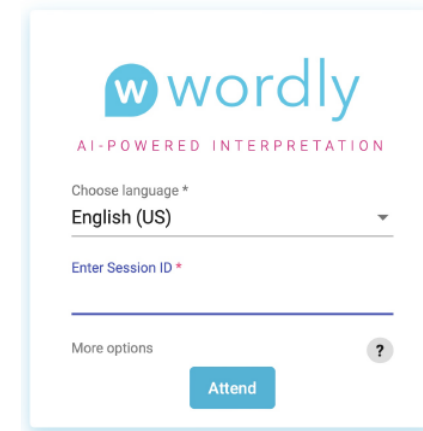 w wordly
AI-POWERED INTERPRETATION
Choose language *
English (US)
Enter Session ID *
More options
?
Attend